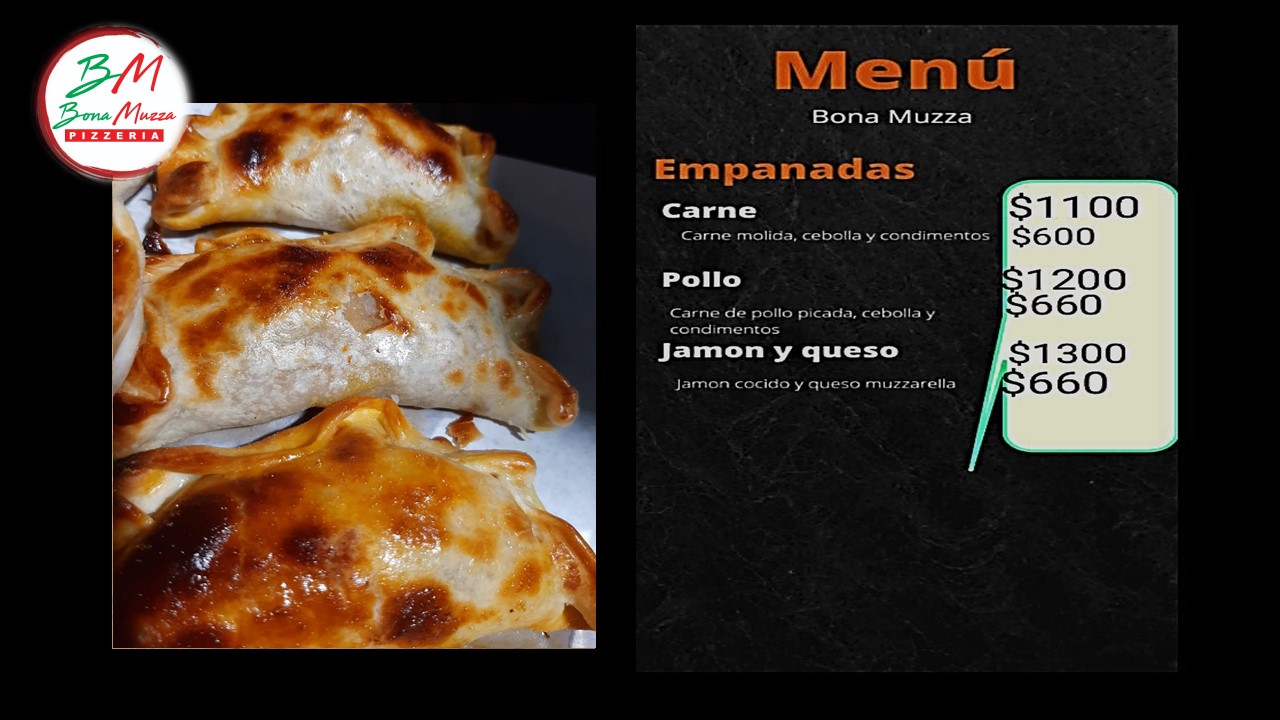 BM
Bona Muzza
PIZZERIA
Menú
Bona Muzza
Empanadas
Carne
$1100
Carne molida, cebolla y condimentos
$600
Pollo
$1200
Carne de pollo picada, cebolla y
condimentos
$660
Jamon y queso
$1300
Jamon cocido y queso muzzarella
$660